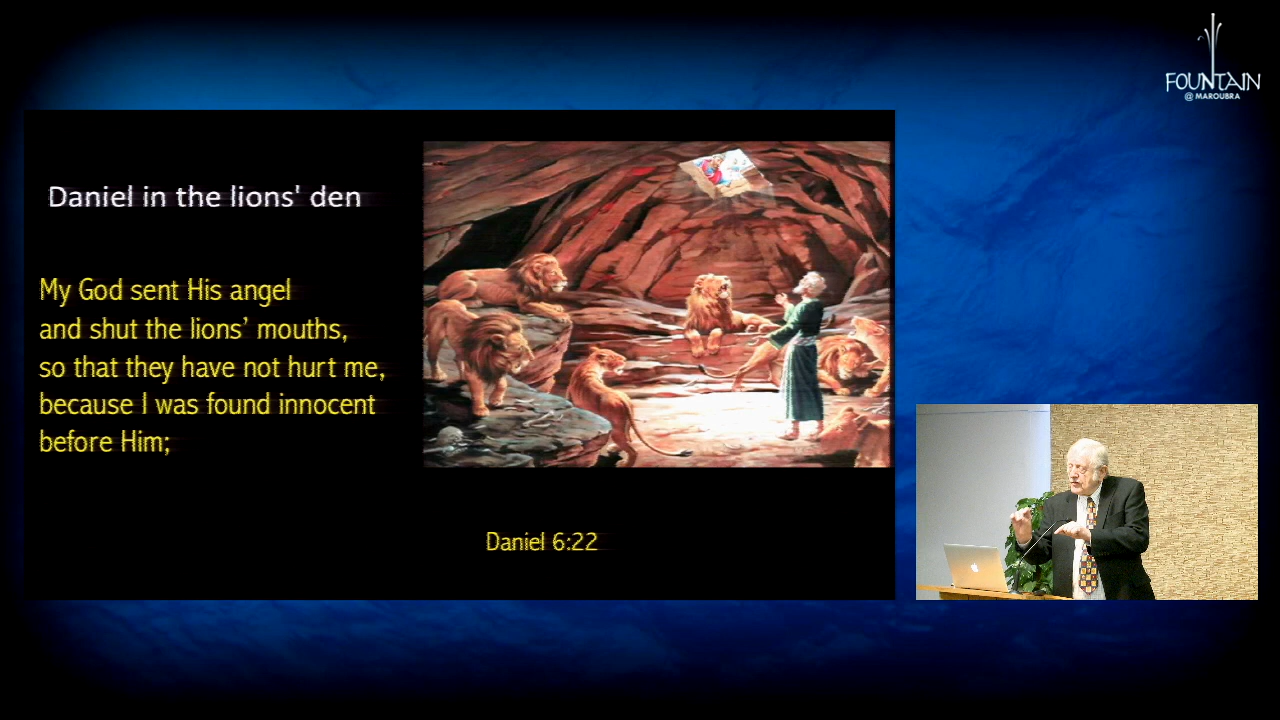 FOUNTAIN
@ MAROUBRA
Daniel in the lions' den
My God sent His angel
and shut the lions’ mouths,
so that they have not hurt me,
because I was found innocent
before Him;
Daniel 6:22